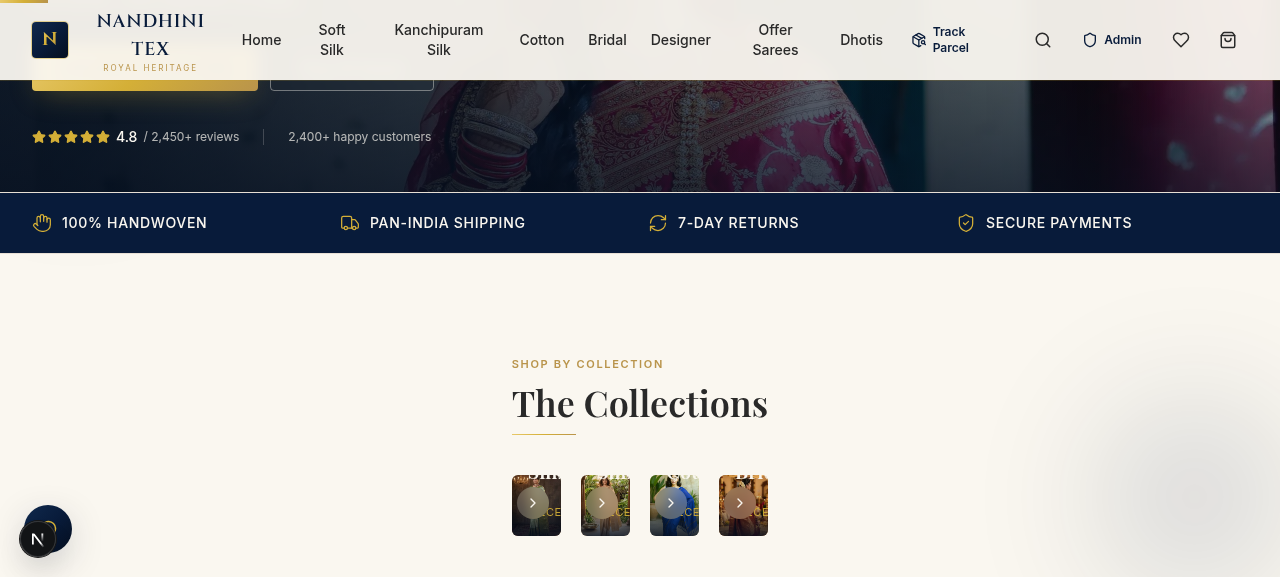 N
NANDHINI
TEX
ROYAL HERITAGE
Home
Soft
Silk
Kanchipuram
Silk
Cotton
Bridal
Designer
Offer
Sarees
Dhotis
Track
Parcel
Admin
4.8 / 2,450+ reviews
2,400+ happy customers
100% HANDWOVEN
PAN-INDIA SHIPPING
7-DAY RETURNS
SECURE PAYMENTS
SHOP BY COLLECTION
The Collections
N